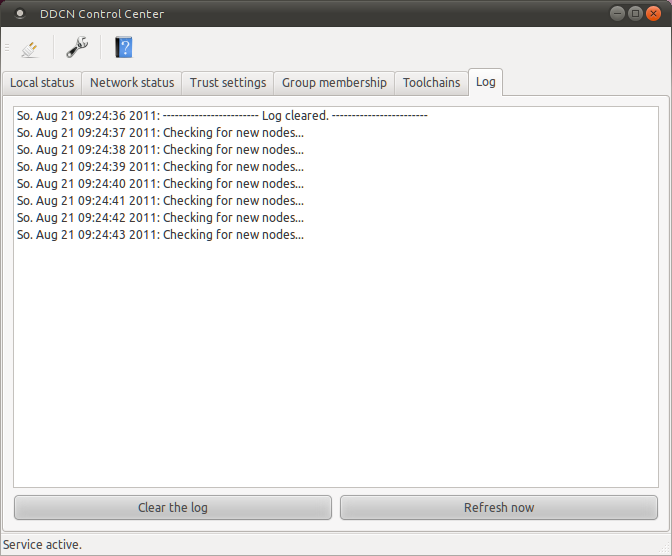 DDCN Control Center
Local status Network status Trust settings Group membership Toolchains Log
So. Aug 21 09:24:36 2011: ------------------------ Log cleared. ------------------------
So. Aug 21 09:24:37 2011: Checking for new nodes...
So. Aug 21 09:24:38 2011: Checking for new nodes...
So. Aug 21 09:24:39 2011: Checking for new nodes...
So. Aug 21 09:24:40 2011: Checking for new nodes...
So. Aug 21 09:24:41 2011: Checking for new nodes...
So. Aug 21 09:24:42 2011: Checking for new nodes...
So. Aug 21 09:24:43 2011: Checking for new nodes...
Clear the log Refresh now
Service active.